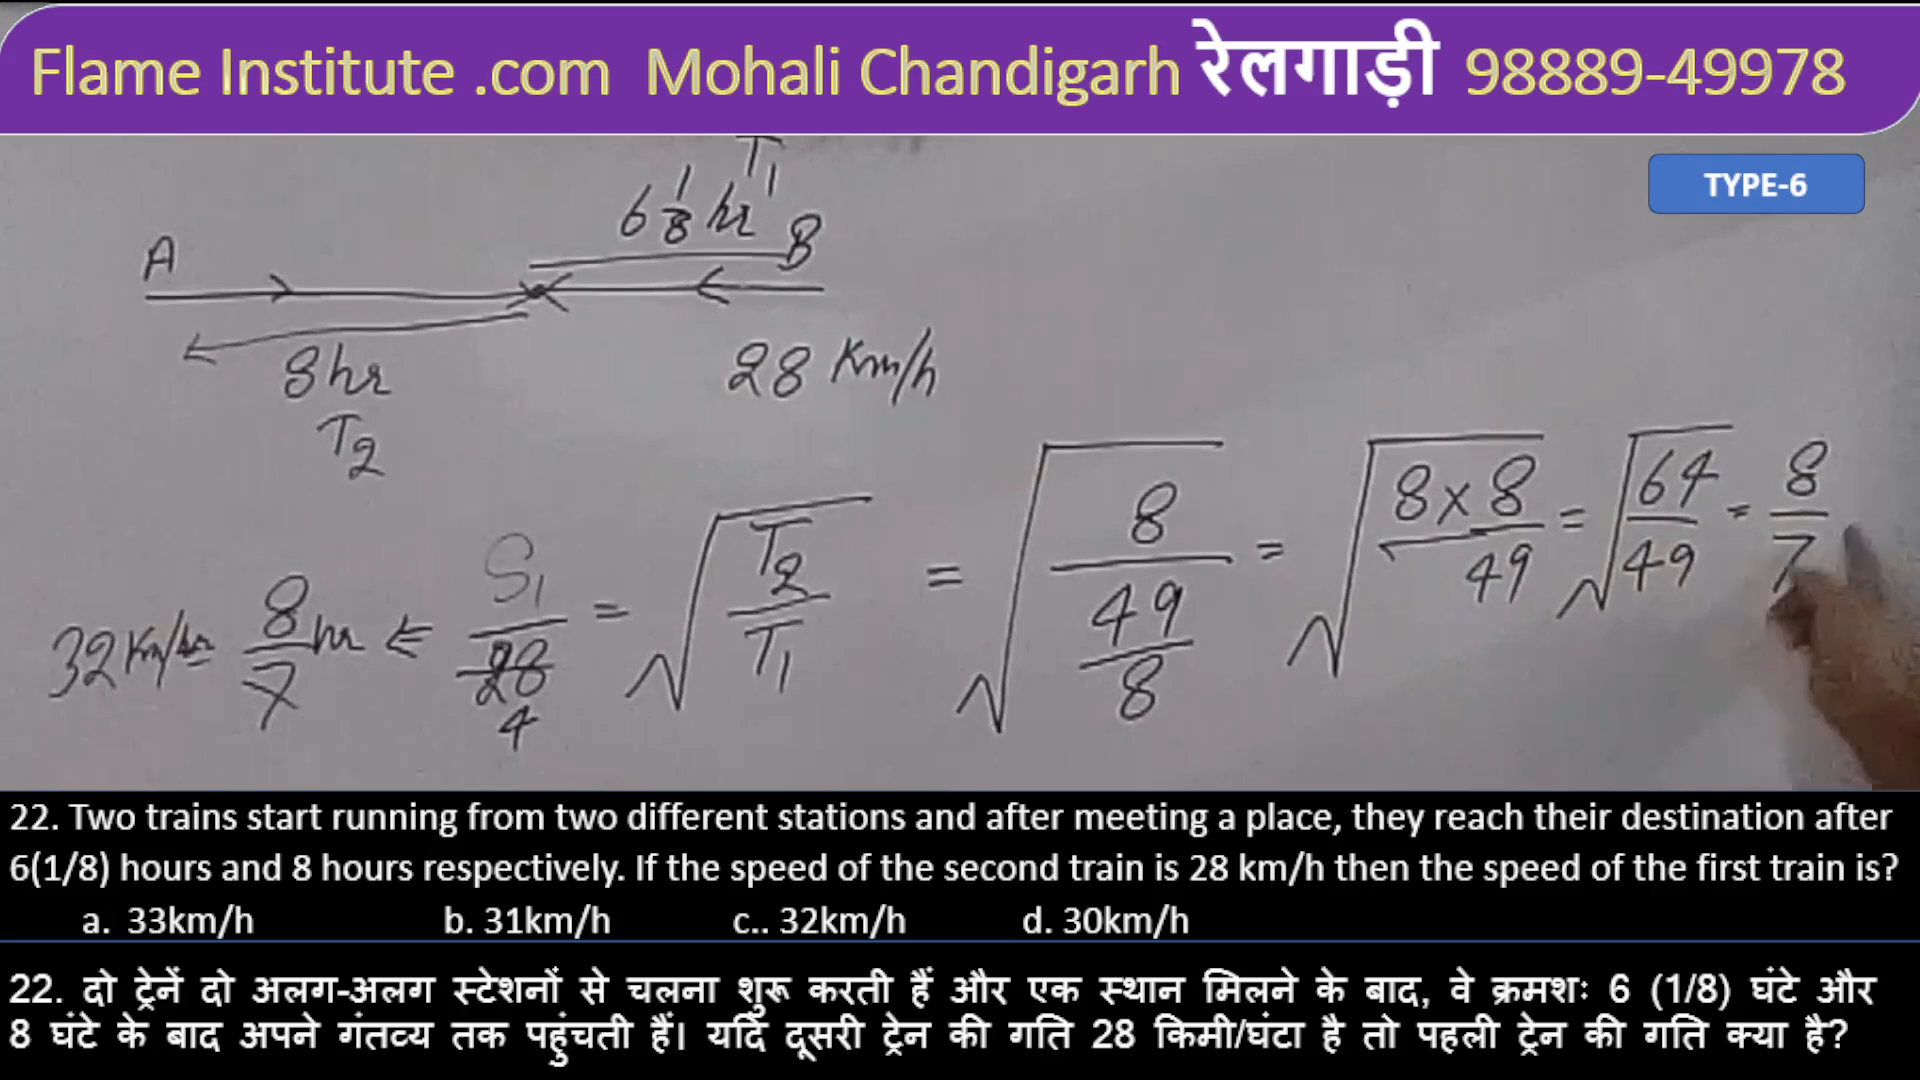 Flame Institute .com Mohali Chandigarh रेलगाड़ी 98889-49978
TYPE-6
T1
6 1/8 hr
A B
8hr
T2
28 Km/h
32 Km/hr 8/7 hr ← S1/28 4 = √(T2/T1) = √(8/(49/8)) = √(8×8/49) = √(64/49) = 8/7
22. Two trains start running from two different stations and after meeting a place, they reach their destination after
6(1/8) hours and 8 hours respectively. If the speed of the second train is 28 km/h then the speed of the first train is?
a. 33km/h b. 31km/h c.. 32km/h d. 30km/h
22. दो ट्रेनें दो अलग-अलग स्टेशनों से चलना शुरू करती हैं और एक स्थान मिलने के बाद, वे क्रमशः 6 (1/8) घंटे और
8 घंटे के बाद अपने गंतव्य तक पहुंचती हैं। यदि दूसरी ट्रेन की गति 28 किमी/घंटा है तो पहली ट्रेन की गति क्या है?